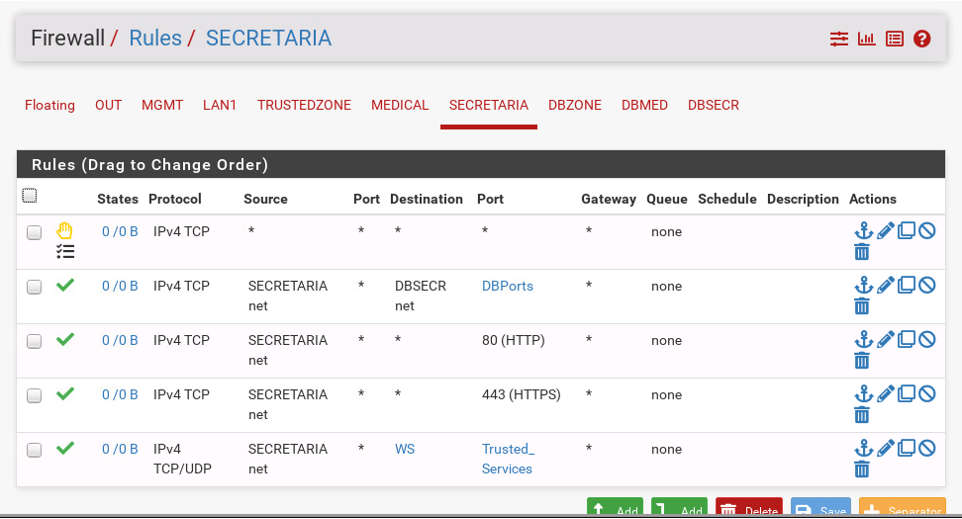 Firewall / Rules / SECRETARIA
Floating OUT MGMT LAN1 TRUSTEDZONE MEDICAL SECRETARIA DBZONE DBMED DBSECR
Rules (Drag to Change Order)
States Protocol Source Port Destination Port Gateway Queue Schedule Description Actions
0 /0 B IPv4 TCP * * * * * none
0 /0 B IPv4 TCP SECRETARIA * DBSECR DBPorts * none
net net
0 /0 B IPv4 TCP SECRETARIA * * 80 (HTTP) * none
net
0 /0 B IPv4 TCP SECRETARIA * * 443 (HTTPS) * none
net
0 /0 B IPv4 SECRETARIA * WS Trusted_ * none
TCP/UDP net Services
Add Add Delete Save Separator